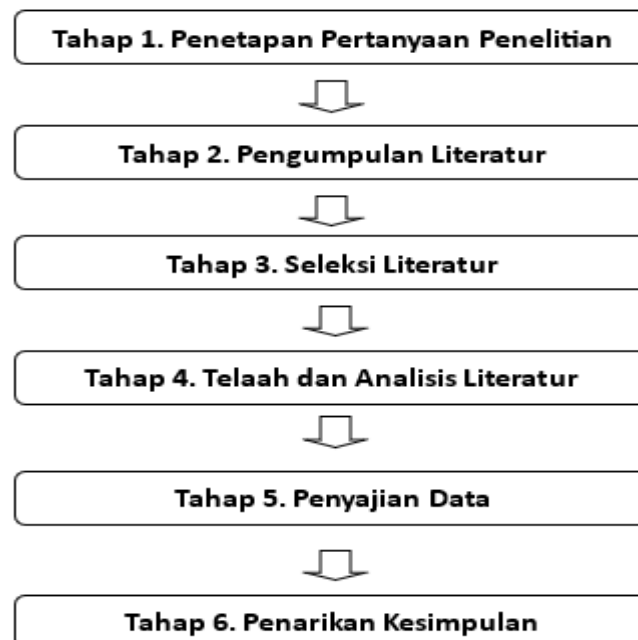 Tahap 1. Penetapan Pertanyaan Penelitian
Tahap 2. Pengumpulan Literatur
Tahap 3. Seleksi Literatur
Tahap 4. Telaah dan Analisis Literatur
Tahap 5. Penyajian Data
Tahap 6. Penarikan Kesimpulan